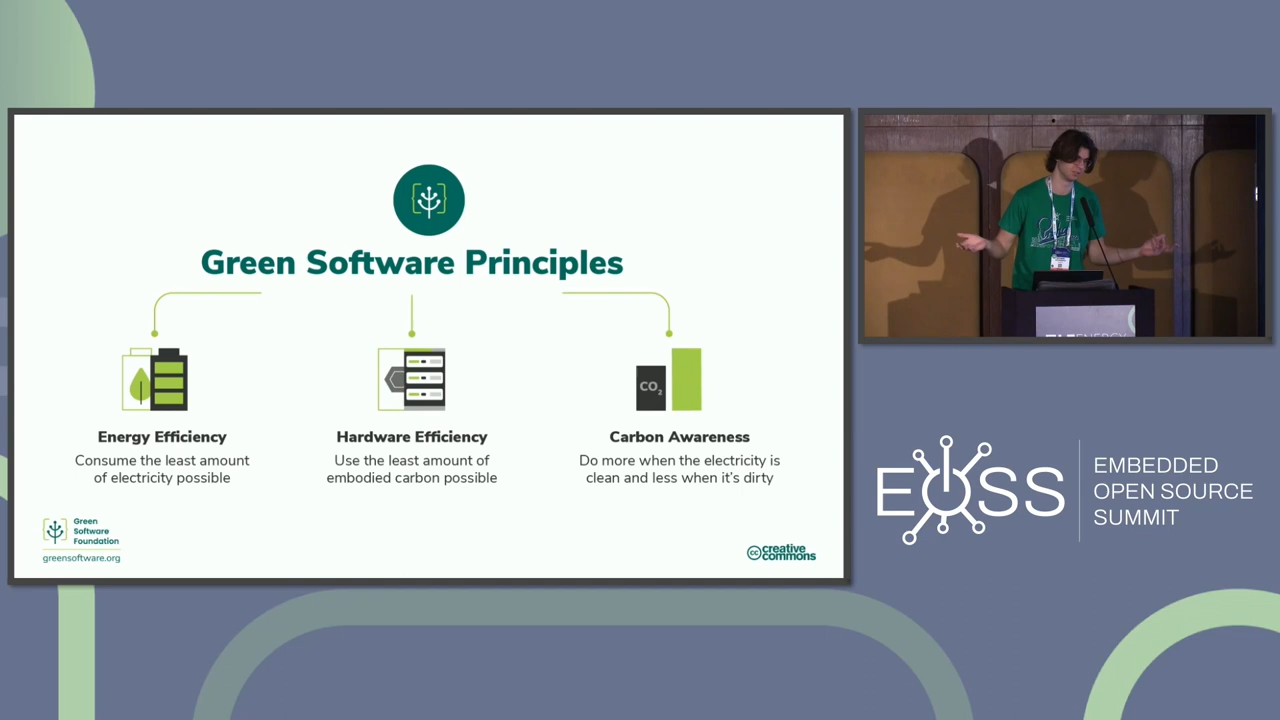 Green Software Principles
Energy Efficiency
Consume the least amount
of electricity possible
Hardware Efficiency
Use the least amount of
embodied carbon possible
CO2
Carbon Awareness
Do more when the electricity is
clean and less when it's dirty
Green
Software
Foundation
greensoftware.org
cc creative
commons
EOSS
EMBEDDED
OPEN SOURCE
SUMMIT